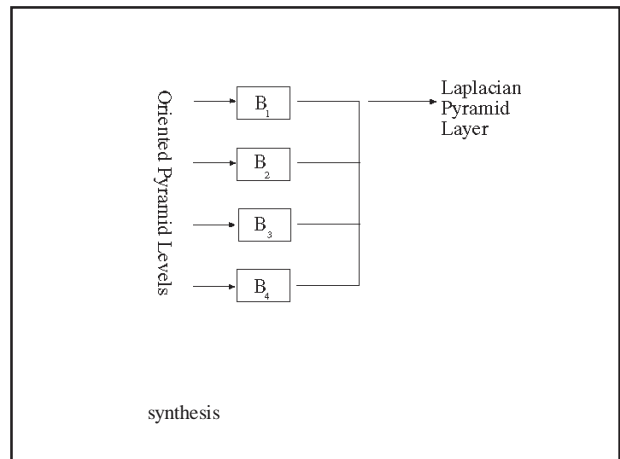 Oriented Pyramid Levels
B1
B2
B3
B4
Laplacian
Pyramid
Layer
synthesis